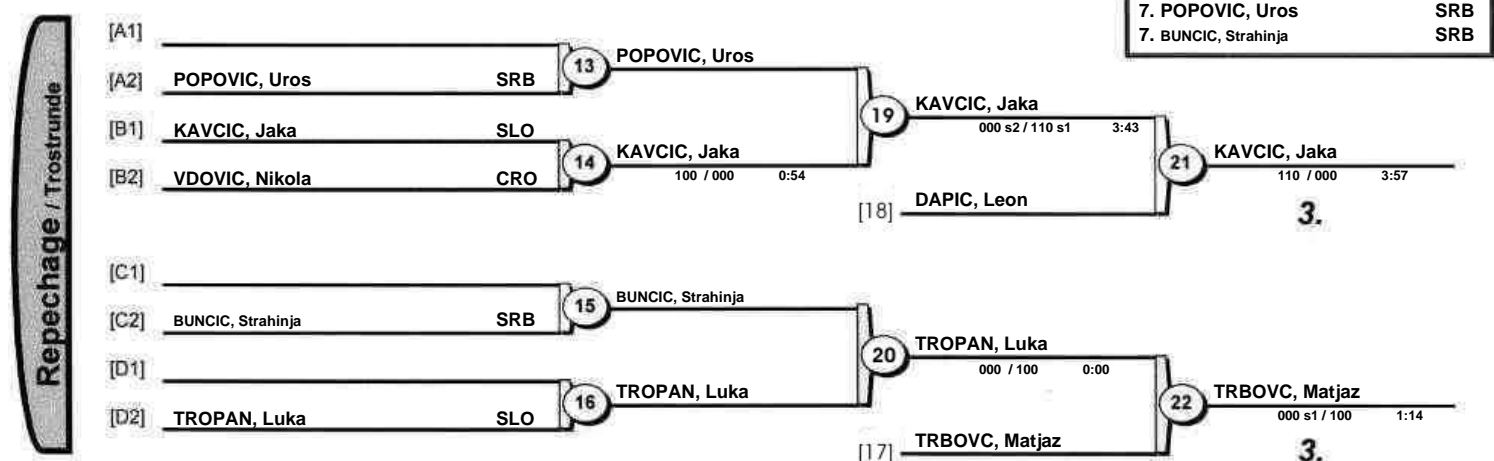 7. POPOVIC, Uros SRB
7. BUNCIC, Strahinja SRB
Repechage / Trostrunde
[A1]
13 POPOVIC, Uros
[A2] POPOVIC, Uros SRB
19 KAVCIC, Jaka
000 s2 / 110 s1 3:43
[B1] KAVCIC, Jaka SLO
14 KAVCIC, Jaka
100 / 000 0:54
21 KAVCIC, Jaka
110 / 000 3:57
[B2] VDOVIC, Nikola CRO
[18] DAPIC, Leon
3.
[C1]
15 BUNCIC, Strahinja
[C2] BUNCIC, Strahinja SRB
20 TROPAN, Luka
000 / 100 0:00
[D1]
16 TROPAN, Luka
22 TRBOVC, Matjaz
000 s1 / 100 1:14
[D2] TROPAN, Luka SLO
[17] TRBOVC, Matjaz
3.